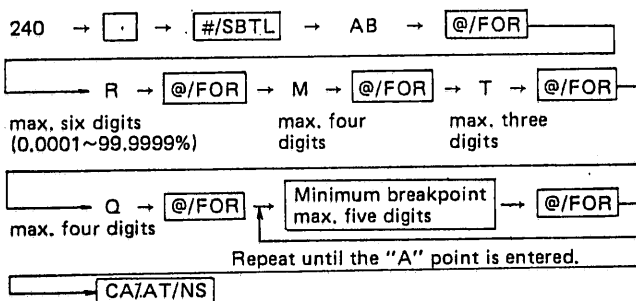 240 → . → #/SBTL → AB → @/FOR
R → @/FOR → M → @/FOR → T → @/FOR
max. six digits max. four max. three
(0.0001~99.9999%) digits digits
Q → @/FOR → Minimum breakpoint → @/FOR
max. four digits max. five digits
Repeat until the "A" point is entered.
CA/AT/NS